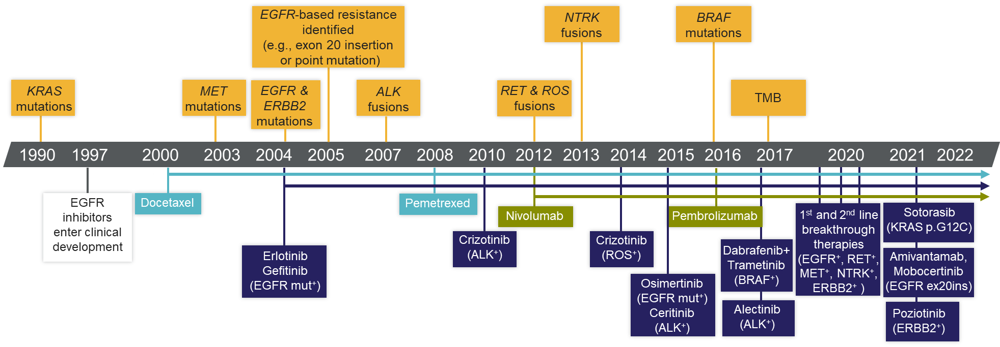 EGFR-based resistance
identified
(e.g., exon 20 insertion
or point mutation)
NTRK
fusions
BRAF
mutations
KRAS
mutations
MET
mutations
EGFR &
ERBB2
mutations
ALK
fusions
RET & ROS
fusions
TMB
1990 1997 2000 2003 2004 2005 2007 2008 2010 2012 2013 2014 2015 2016 2017 2020 2021 2022
EGFR
inhibitors
enter clinical
development
Docetaxel
Erlotinib
Gefitinib
(EGFR mut⁺)
Pemetrexed
Crizotinib
(ALK⁺)
Nivolumab
Crizotinib
(ROS⁺)
Osimertinib
(EGFR mut⁺)
Ceritinib
(ALK⁺)
Pembrolizumab
Dabrafenib+
Trametinib
(BRAF⁺)
Alectinib
(ALK⁺)
1st and 2nd line
breakthrough
therapies
(EGFR⁺, RET⁺,
MET⁺, NTRK⁺,
ERBB2⁺ )
Sotorasib
(KRAS p.G12C)
Amivantamab,
Mobocertinib
(EGFR ex20ins)
Poziotinib
(ERBB2⁺)